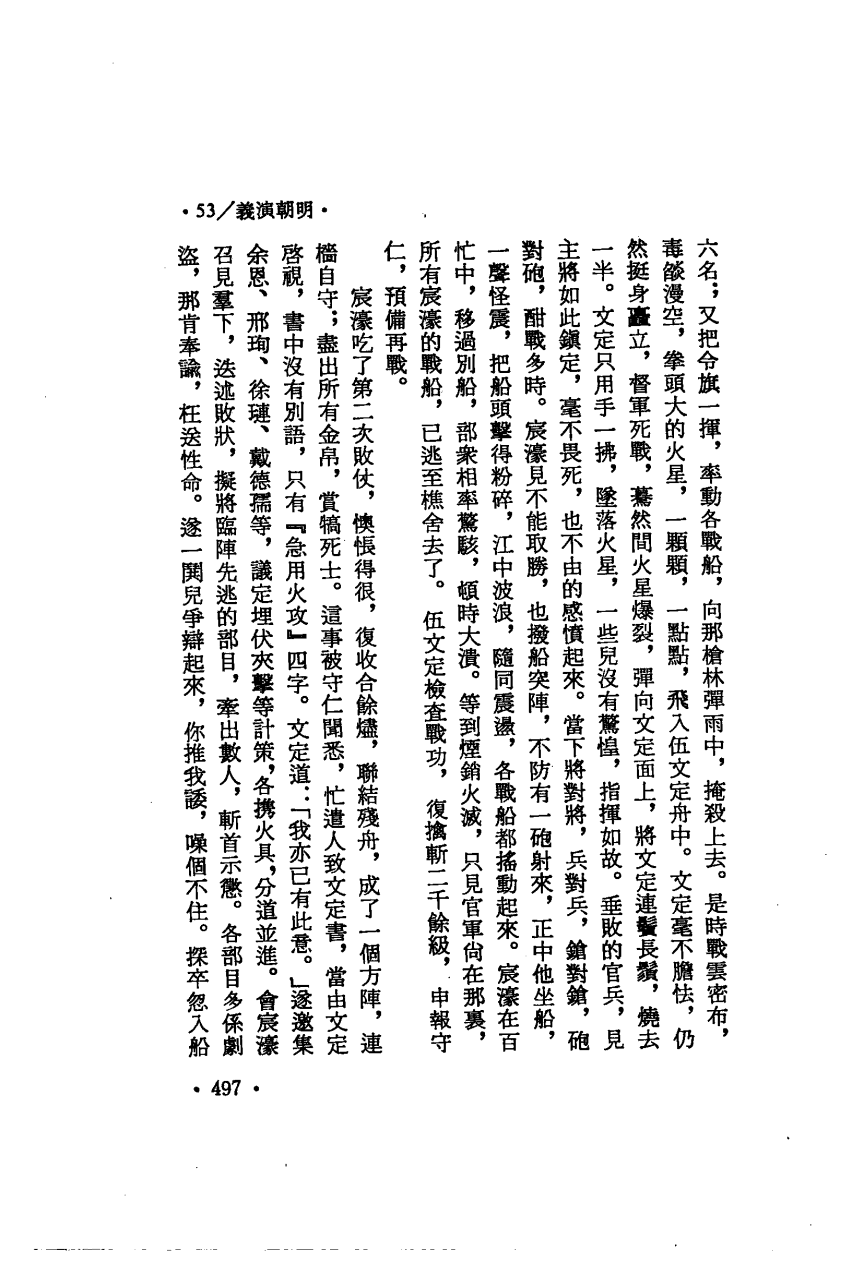 ·53/義演朝明·
六名；又把令旗一揮，率動各戰船，向那槍林彈雨中，掩殺上去。是時戰雲密布，
毒燄漫空，拳頭大的火星，一顆顆，一點點，飛入伍文定舟中。文定毫不膽怯，仍
然挺身矗立，督軍死戰，驀然間火星爆裂，彈向文定面上，將文定連鬢長鬚，燒去
一半。文定只用手一拂，墜落火星，一些兒沒有驚惶，指揮如故。垂敗的官兵，見
主將如此鎭定，毫不畏死，也不由的感憤起來。當下將對將，兵對兵，鎗對鎗，砲
對砲，酣戰多時。宸濠見不能取勝，也撥船突陣，不防有一砲射來，正中他坐船，
一聲怪震，把船頭擊得粉碎，江中波浪，隨同震盪，各戰船都搖動起來。宸濠在百
忙中，移過別船，部衆相率驚駭，頓時大潰。等到煙銷火滅，只見官軍尙在那裏，
所有宸濠的戰船，已逃至樵舍去了。伍文定檢查戰功，復擒斬二千餘級，申報守
仁，預備再戰。
宸濠吃了第二次敗仗，懊悵得很，復收合餘燼，聯結殘舟，成了一個方陣，連
檣自守；盡出所有金帛，賞犒死士。這事被守仁聞悉，忙遣人致文定書，當由文定
啓視，書中沒有別語，只有『急用火攻』四字。文定道：「我亦已有此意。」遂邀集
余恩、邢珣、徐璉、戴德孺等，議定埋伏夾擊等計策，各携火具，分道並進。會宸濠
召見羣下，迭述敗狀，擬將臨陣先逃的部目，牽出數人，斬首示懲。各部目多係劇
盜，那肯奉諭，枉送性命。遂一鬨兒爭辯起來，你推我諉，噪個不住。探卒忽入船
·497·